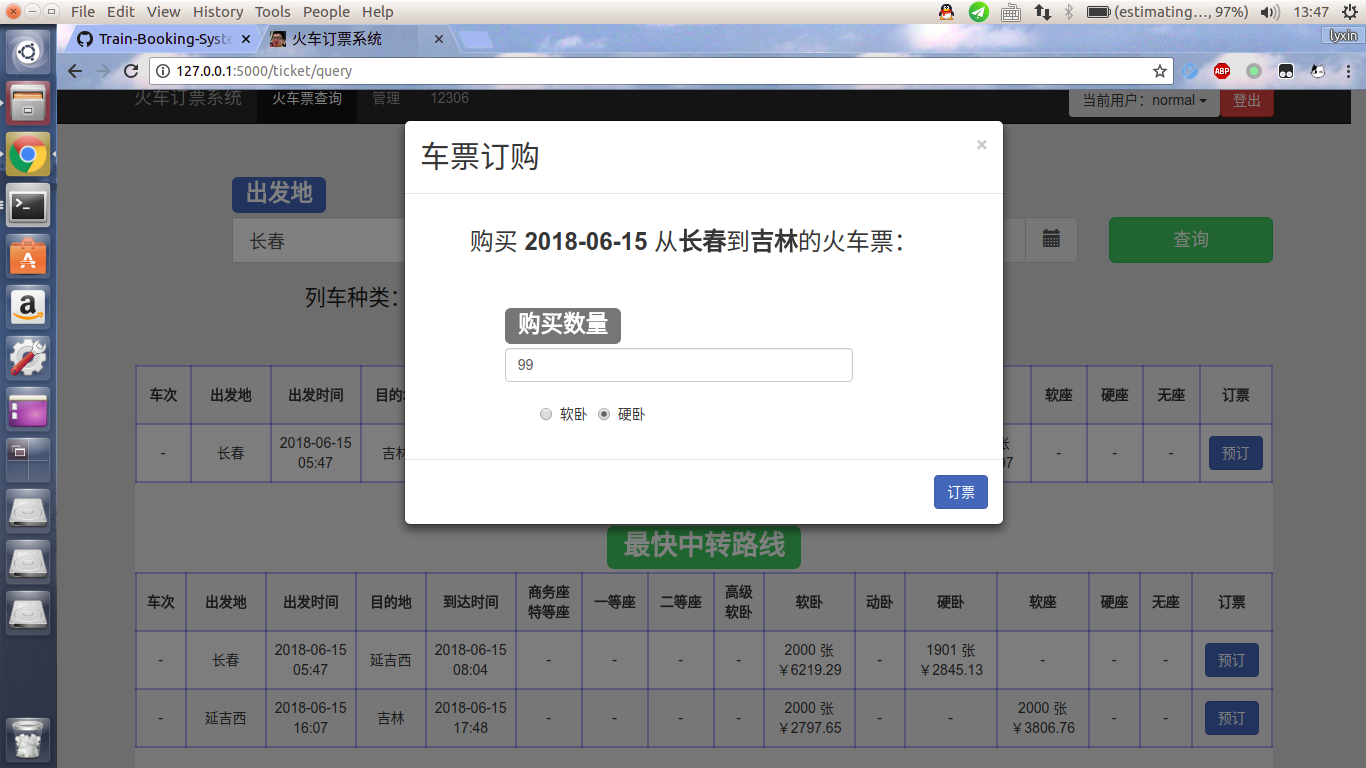 File Edit View History Tools People Help
(estimating…, 97%) 13:47
Train-Booking-Syste × 火车订票系统 ×
lyxin
127.0.0.1:5000/ticket/query
ABP
火车订票系统 火车票查询 管理 12306 当前用户：normal 登出
车票订购 ×
出发地
长春 查询
购买 2018-06-15 从长春到吉林的火车票：
列车种类：
购买数量
99
软卧 硬卧
车次 出发地 出发时间 软座 硬座 无座 订票
- 长春 2018-06-15 05:47 吉林 - - - 预订
订票
最快中转路线
车次 出发地 出发时间 目的地 到达时间 商务座 特等座 一等座 二等座 高级 软卧 软卧 动卧 硬卧 软座 硬座 无座 订票
- 长春 2018-06-15 05:47 延吉西 2018-06-15 08:04 - - - - 2000 张 ￥6219.29 - 1901 张 ￥2845.13 - - - 预订
- 延吉西 2018-06-15 16:07 吉林 2018-06-15 17:48 - - - - 2000 张 ￥2797.65 - - 2000 张 ￥3806.76 - - 预订